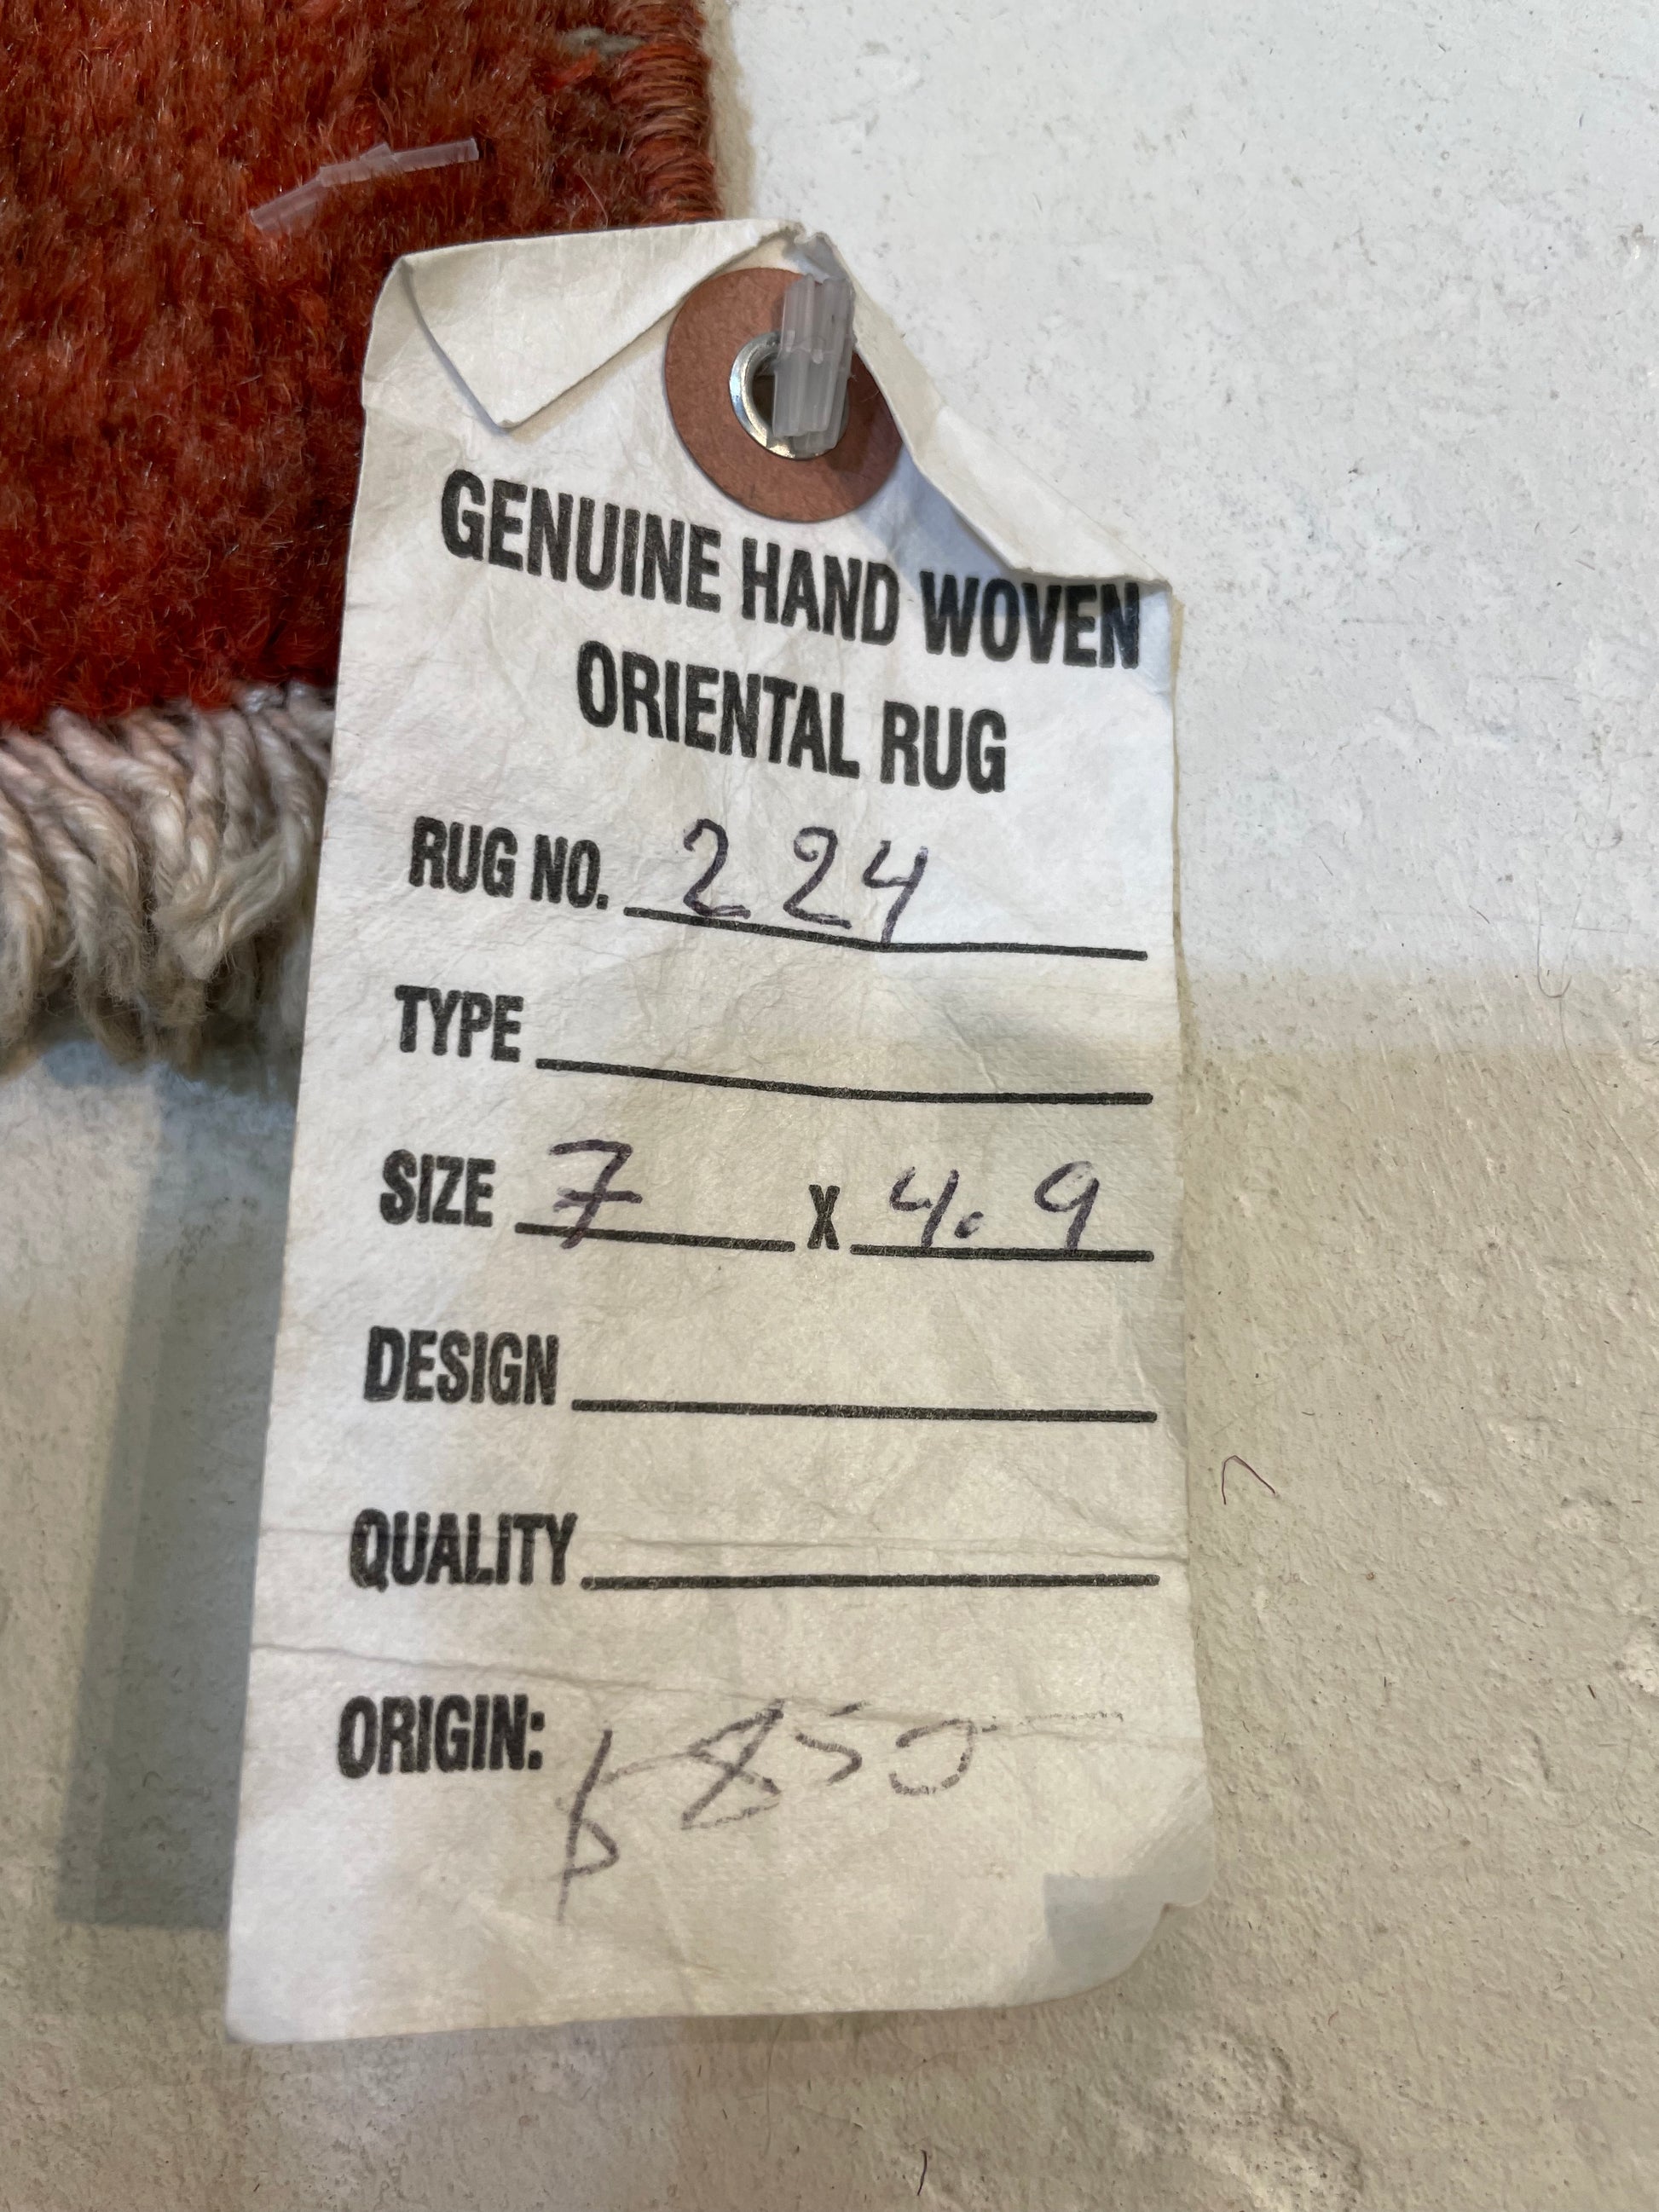 GENUINE HAND WOVEN
ORIENTAL RUG
RUG NO. 224
TYPE
SIZE 7 X 4.9
DESIGN
QUALITY
ORIGIN: $850